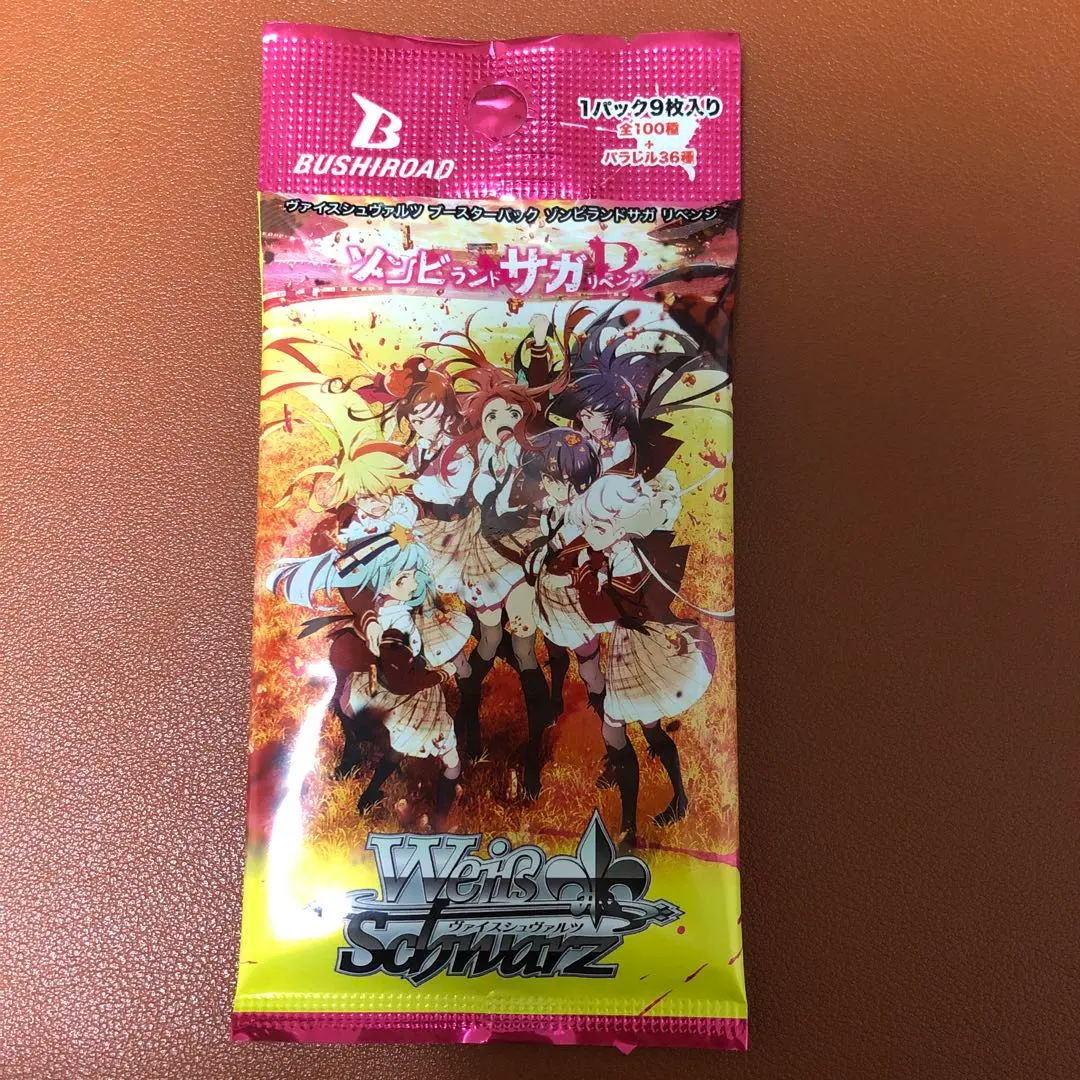 B
BUSHIROAD
1パック9枚入り
全100種
+
パラレル36種
ヴァイスシュヴァルツ ブースターパック ゾンビランドサガ リベンジ
ゾンビランドサガR
リベンジ
Weiß
ヴァイスシュヴァルツ
Schwarz